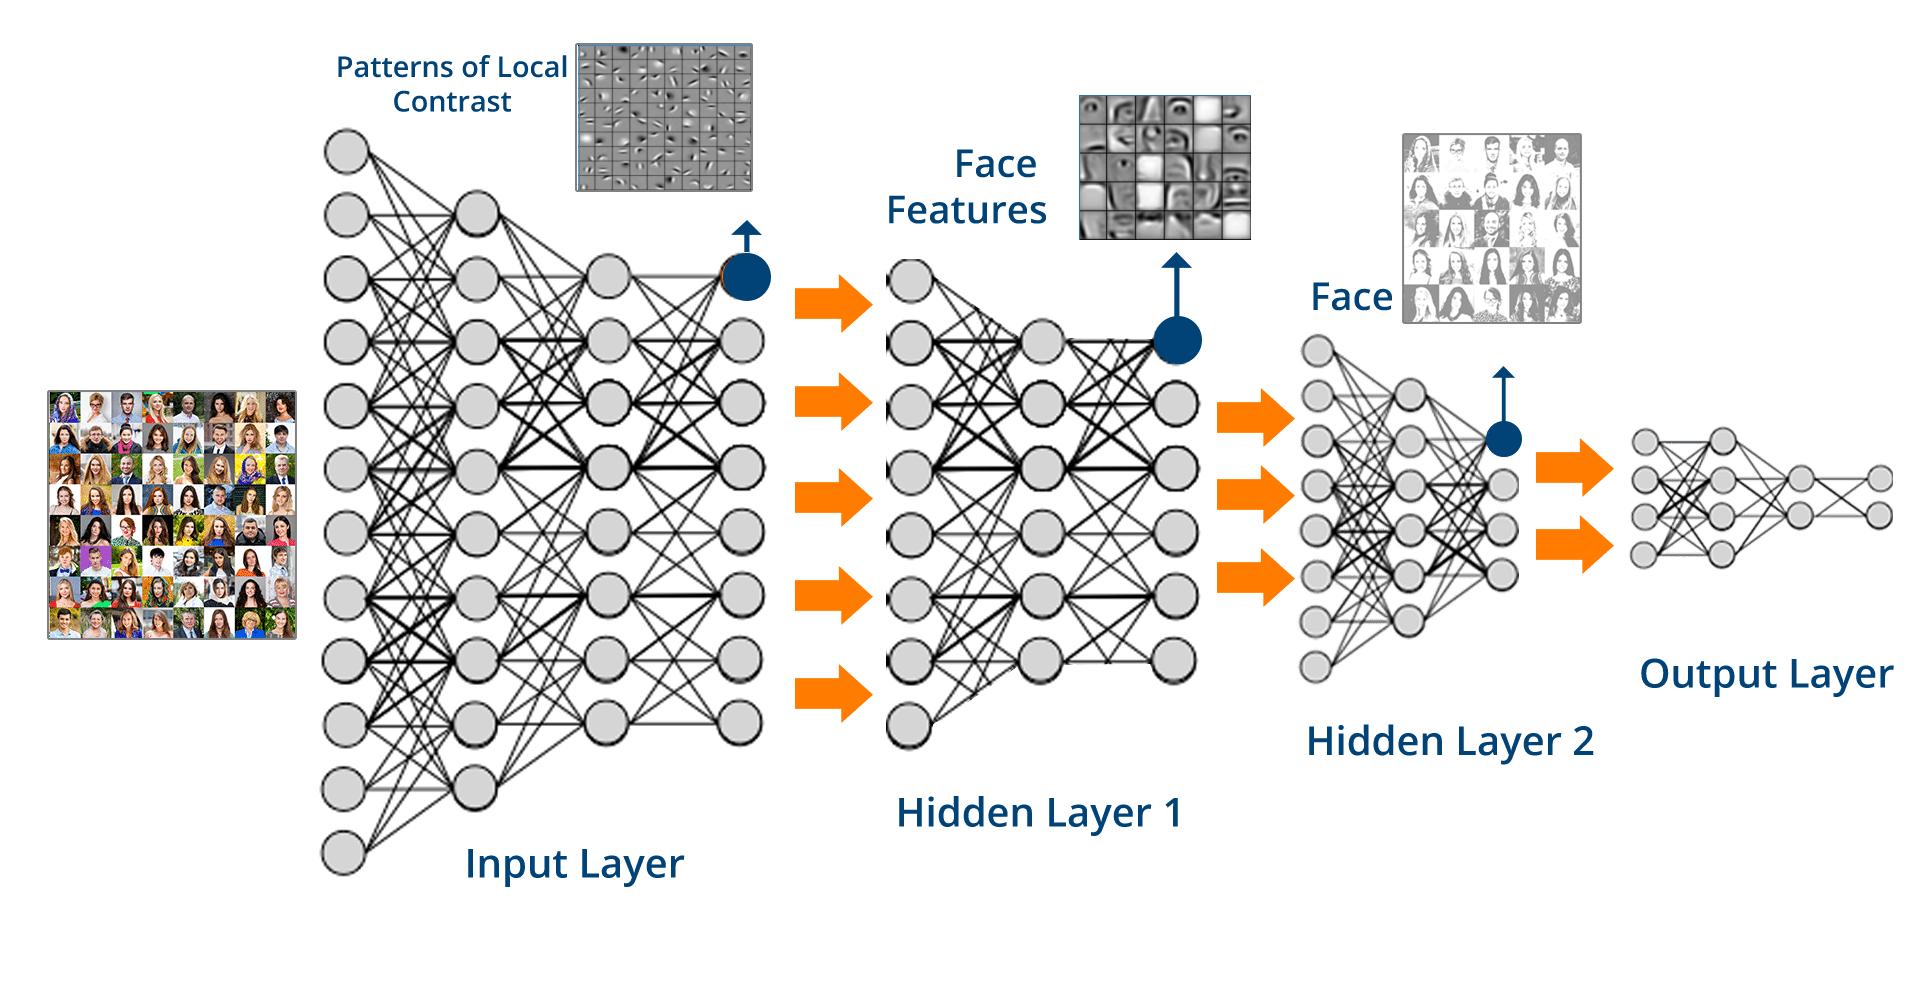 Patterns of Local
Contrast
Face
Features
Face
Input Layer
Hidden Layer 1
Hidden Layer 2
Output Layer